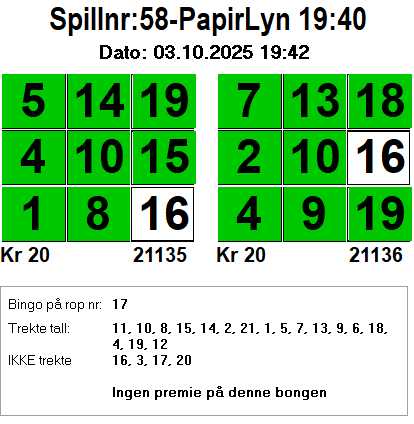 Spillnr:58-PapirLyn 19:40
Dato: 03.10.2025 19:42
5 14 19 7 13 18
4 10 15 2 10 16
1 8 16 4 9 19
Kr 20 21135 Kr 20 21136
Bingo på rop nr: 17
Trekte tall: 11, 10, 8, 15, 14, 2, 21, 1, 5, 7, 13, 9, 6, 18,
4, 19, 12
IKKE trekte 16, 3, 17, 20
Ingen premie på denne bongen